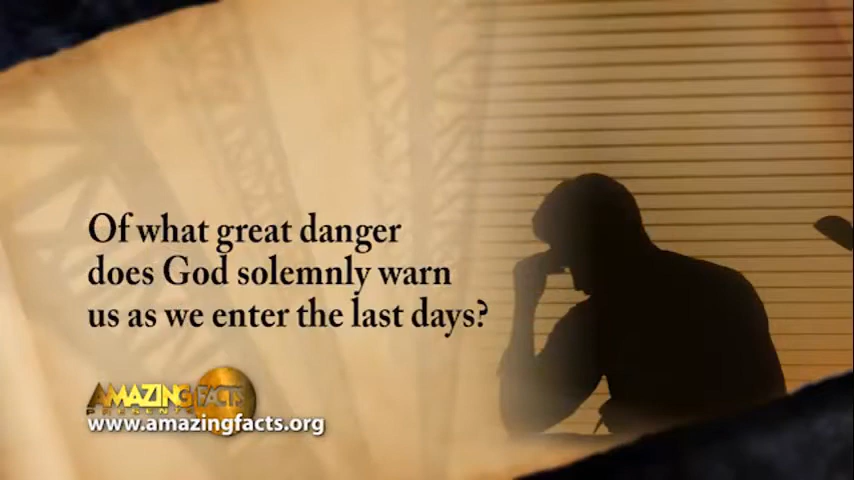 Of what great danger
does God solemnly warn
us as we enter the last days?
AMAZING FACTS
PRESENTS
www.amazingfacts.org